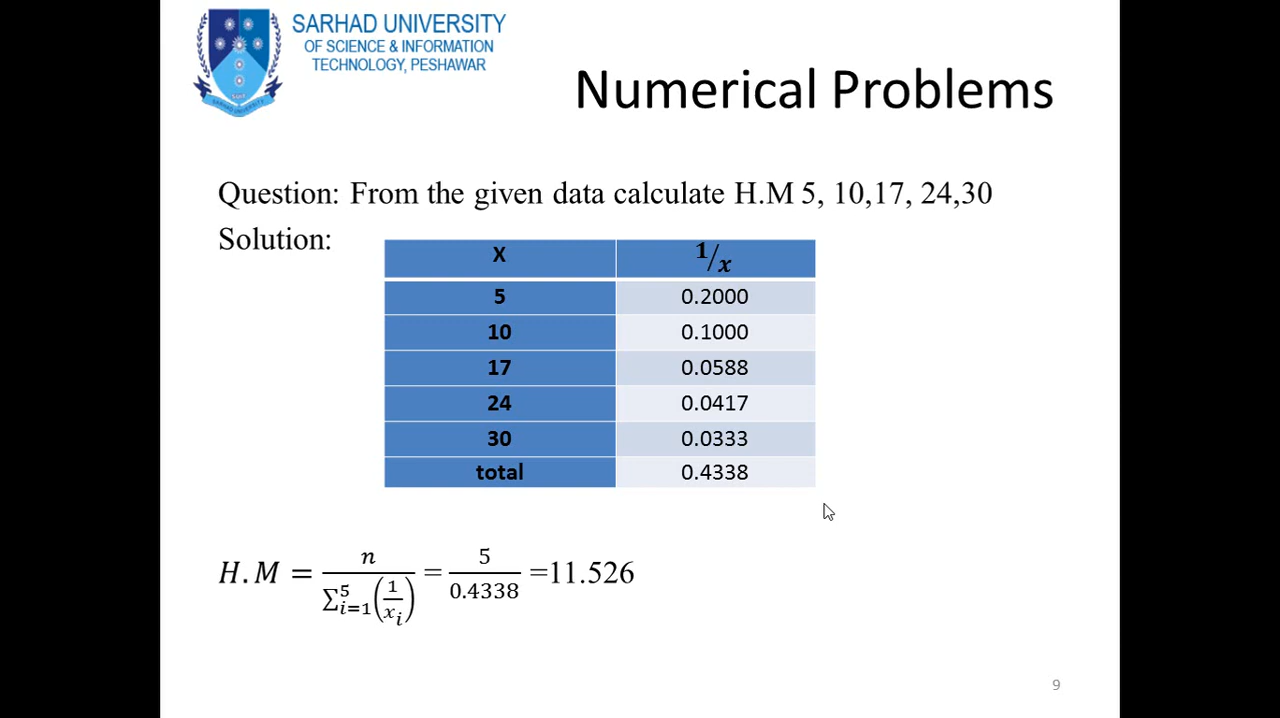 SARHAD UNIVERSITY
OF SCIENCE & INFORMATION
TECHNOLOGY, PESHAWAR
Numerical Problems
Question: From the given data calculate H.M 5, 10,17, 24,30
Solution:
X 1/x
5 0.2000
10 0.1000
17 0.0588
24 0.0417
30 0.0333
total 0.4338
H.M = n / ∑_{i=1}^{5} (1/x_i) = 5/0.4338 =11.526
9